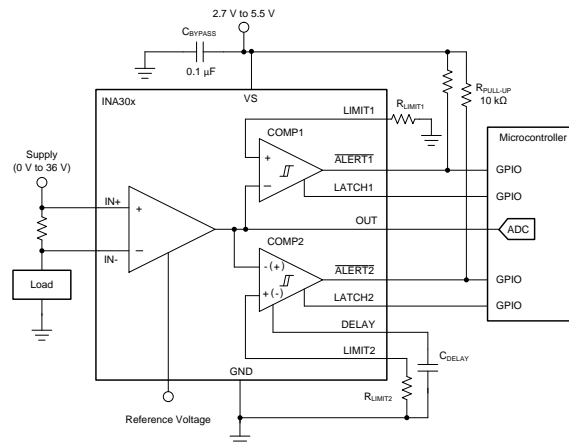 2.7 V to 5.5 V
CBYPASS
0.1 µF
RPULL-UP
10 kΩ
INA30x
VS
LIMIT1
RLIMIT1
Microcontroller
COMP1
Supply
(0 V to 36 V)
+
ALERT1
GPIO
IN+
+
−
LATCH1
GPIO
OUT
ADC
COMP2
IN-
−
-(+)
ALERT2
GPIO
Load
+(-)
LATCH2
GPIO
DELAY
LIMIT2
CDELAY
GND
RLIMIT2
Reference Voltage